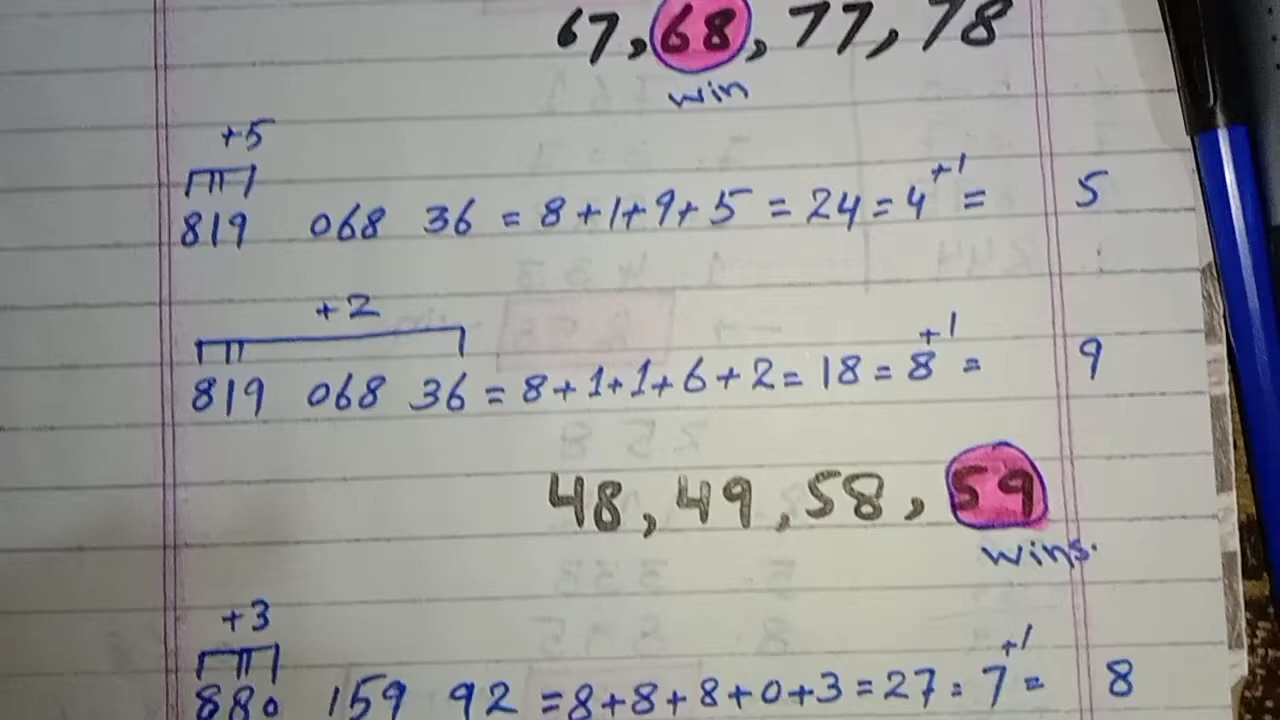 67, 68, 77, 78
win
+5
819 068 36 = 8+1+9+5 = 24 = 4 +1 = 5
+2
819 068 36 = 8+1+1+6+2 = 18 = 8 +1 = 9
48, 49, 58, 59
wins.
+3
880 159 92 = 8+8+8+0+3 = 27 = 7 +1 = 8